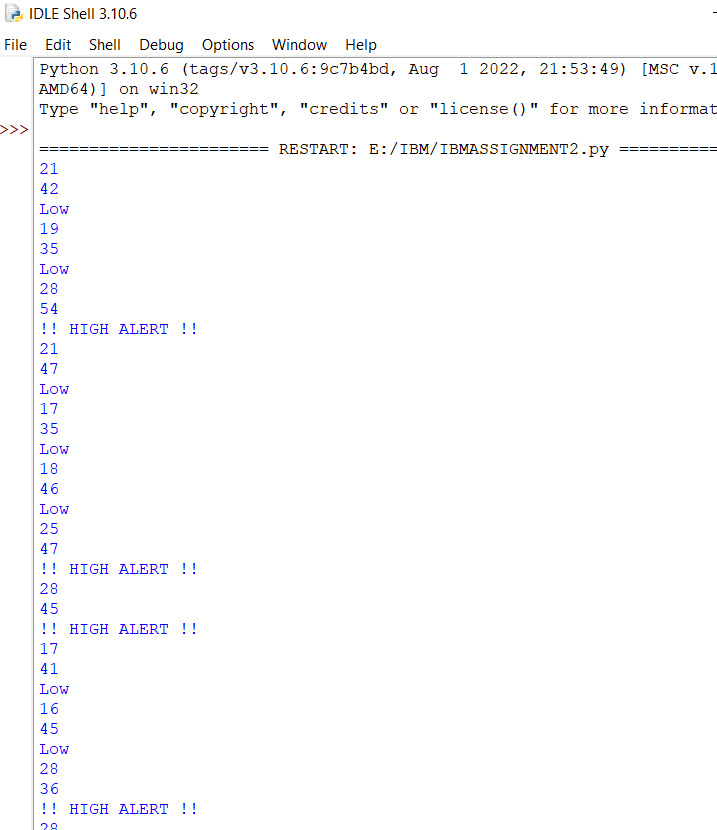 IDLE Shell 3.10.6
File Edit Shell Debug Options Window Help
Python 3.10.6 (tags/v3.10.6:9c7b4bd, Aug  1 2022, 21:53:49) [MSC v.1
AMD64)] on win32
Type "help", "copyright", "credits" or "license()" for more informat
>>>
======================= RESTART: E:/IBM/IBMASSIGNMENT2.py ==========
21
42
Low
19
35
Low
28
54
!! HIGH ALERT !!
21
47
Low
17
35
Low
18
46
Low
25
47
!! HIGH ALERT !!
28
45
!! HIGH ALERT !!
17
41
Low
16
45
Low
28
36
!! HIGH ALERT !!
28